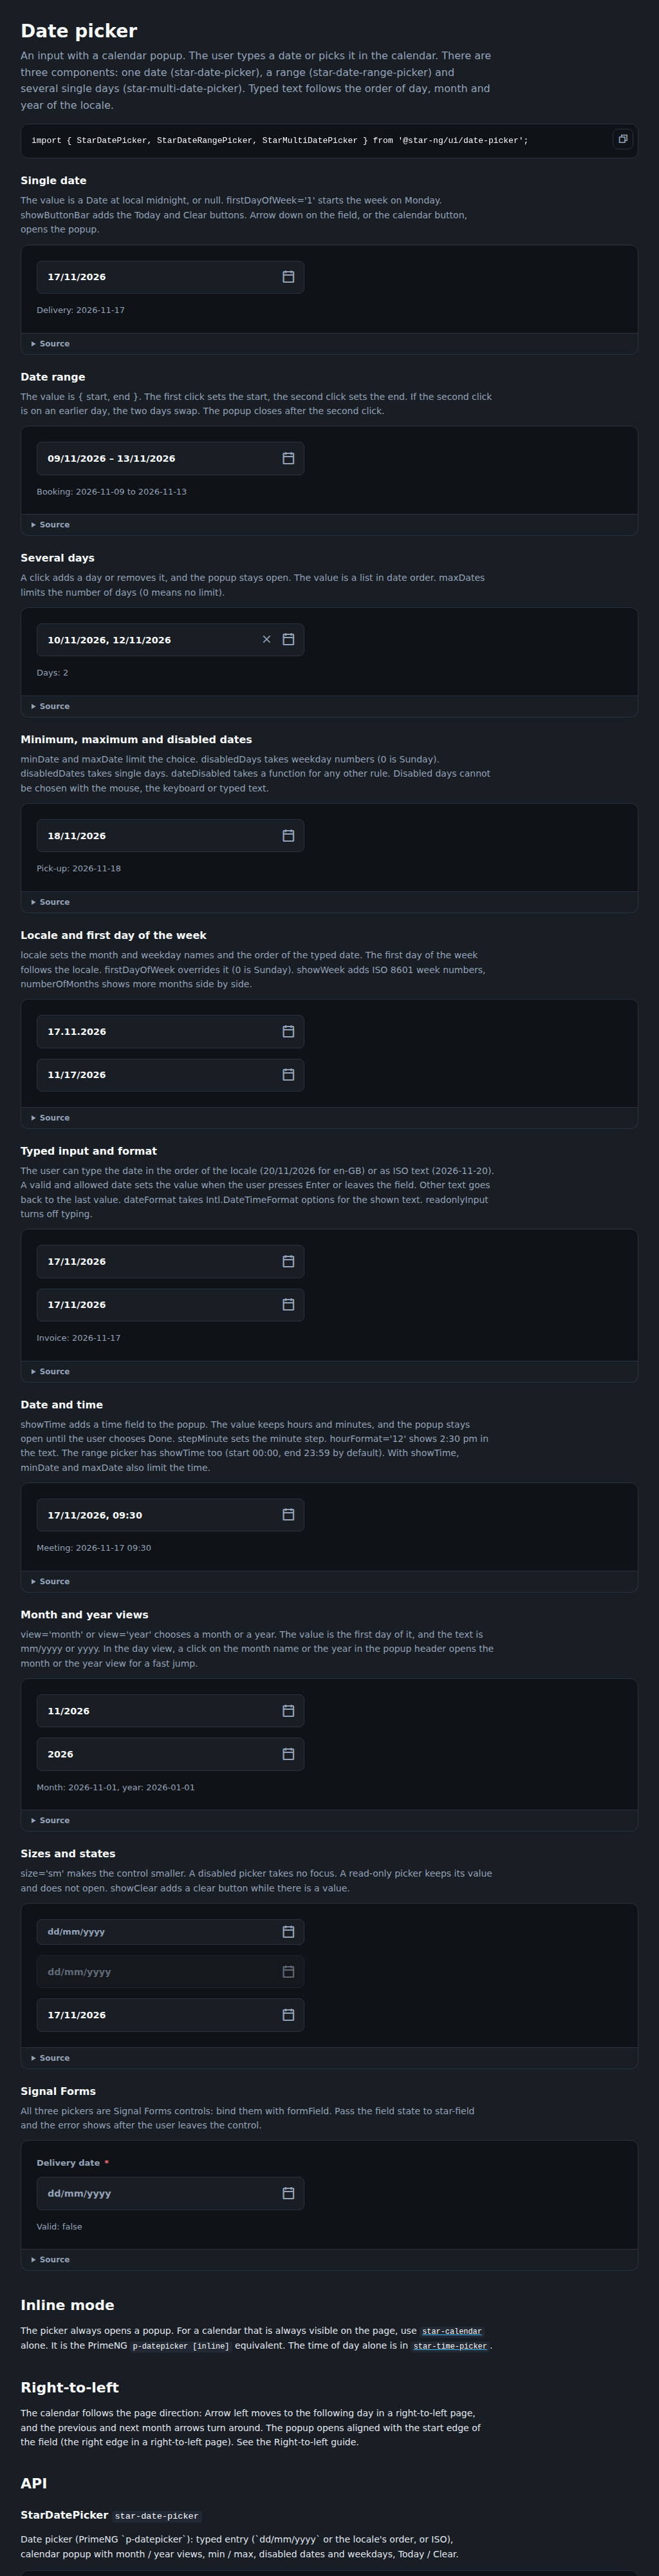 Date picker
An input with a calendar popup. The user types a date or picks it in the calendar. There are
three components: one date (star-date-picker), a range (star-date-range-picker) and
several single days (star-multi-date-picker). Typed text follows the order of day, month and
year of the locale.
import { StarDatePicker, StarDateRangePicker, StarMultiDatePicker } from '@star-ng/ui/date-picker';
Single date
The value is a Date at local midnight, or null. firstDayOfWeek='1' starts the week on Monday.
showButtonBar adds the Today and Clear buttons. Arrow down on the field, or the calendar button,
opens the popup.
17/11/2026
Delivery: 2026-11-17
Source
Date range
The value is { start, end }. The first click sets the start, the second click sets the end. If the second click
is on an earlier day, the two days swap. The popup closes after the second click.
09/11/2026 – 13/11/2026
Booking: 2026-11-09 to 2026-11-13
Source
Several days
A click adds a day or removes it, and the popup stays open. The value is a list in date order. maxDates
limits the number of days (0 means no limit).
10/11/2026, 12/11/2026
Days: 2
Source
Minimum, maximum and disabled dates
minDate and maxDate limit the choice. disabledDays takes weekday numbers (0 is Sunday).
disabledDates takes single days. dateDisabled takes a function for any other rule. Disabled days cannot
be chosen with the mouse, the keyboard or typed text.
18/11/2026
Pick-up: 2026-11-18
Source
Locale and first day of the week
locale sets the month and weekday names and the order of the typed date. The first day of the week
follows the locale. firstDayOfWeek overrides it (0 is Sunday). showWeek adds ISO 8601 week numbers,
numberOfMonths shows more months side by side.
17.11.2026
11/17/2026
Source
Typed input and format
The user can type the date in the order of the locale (20/11/2026 for en-GB) or as ISO text (2026-11-20).
A valid and allowed date sets the value when the user presses Enter or leaves the field. Other text goes
back to the last value. dateFormat takes Intl.DateTimeFormat options for the shown text. readonlyInput
turns off typing.
17/11/2026
17/11/2026
Invoice: 2026-11-17
Source
Date and time
showTime adds a time field to the popup. The value keeps hours and minutes, and the popup stays
open until the user chooses Done. stepMinute sets the minute step. hourFormat='12' shows 2:30 pm in
the text. The range picker has showTime too (start 00:00, end 23:59 by default). With showTime,
minDate and maxDate also limit the time.
17/11/2026, 09:30
Meeting: 2026-11-17 09:30
Source
Month and year views
view='month' or view='year' chooses a month or a year. The value is the first day of it, and the text is
mm/yyyy or yyyy. In the day view, a click on the month name or the year in the popup header opens the
month or the year view for a fast jump.
11/2026
2026
Month: 2026-11-01, year: 2026-01-01
Source
Sizes and states
size='sm' makes the control smaller. A disabled picker takes no focus. A read-only picker keeps its value
and does not open. showClear adds a clear button while there is a value.
dd/mm/yyyy
dd/mm/yyyy
17/11/2026
Source
Signal Forms
All three pickers are Signal Forms controls: bind them with formField. Pass the field state to star-field
and the error shows after the user leaves the control.
Delivery date *
dd/mm/yyyy
Valid: false
Source
Inline mode
The picker always opens a popup. For a calendar that is always visible on the page, use star-calendar
alone. It is the PrimeNG p-datepicker [inline] equivalent. The time of day alone is in star-time-picker.
Right-to-left
The calendar follows the page direction: Arrow left moves to the following day in a right-to-left page,
and the previous and next month arrows turn around. The popup opens aligned with the start edge of
the field (the right edge in a right-to-left page). See the Right-to-left guide.
API
StarDatePicker star-date-picker
Date picker (PrimeNG `p-datepicker`): typed entry (`dd/mm/yyyy` or the locale's order, or ISO),
calendar popup with month / year views, min / max, disabled dates and weekdays, Today / Clear.